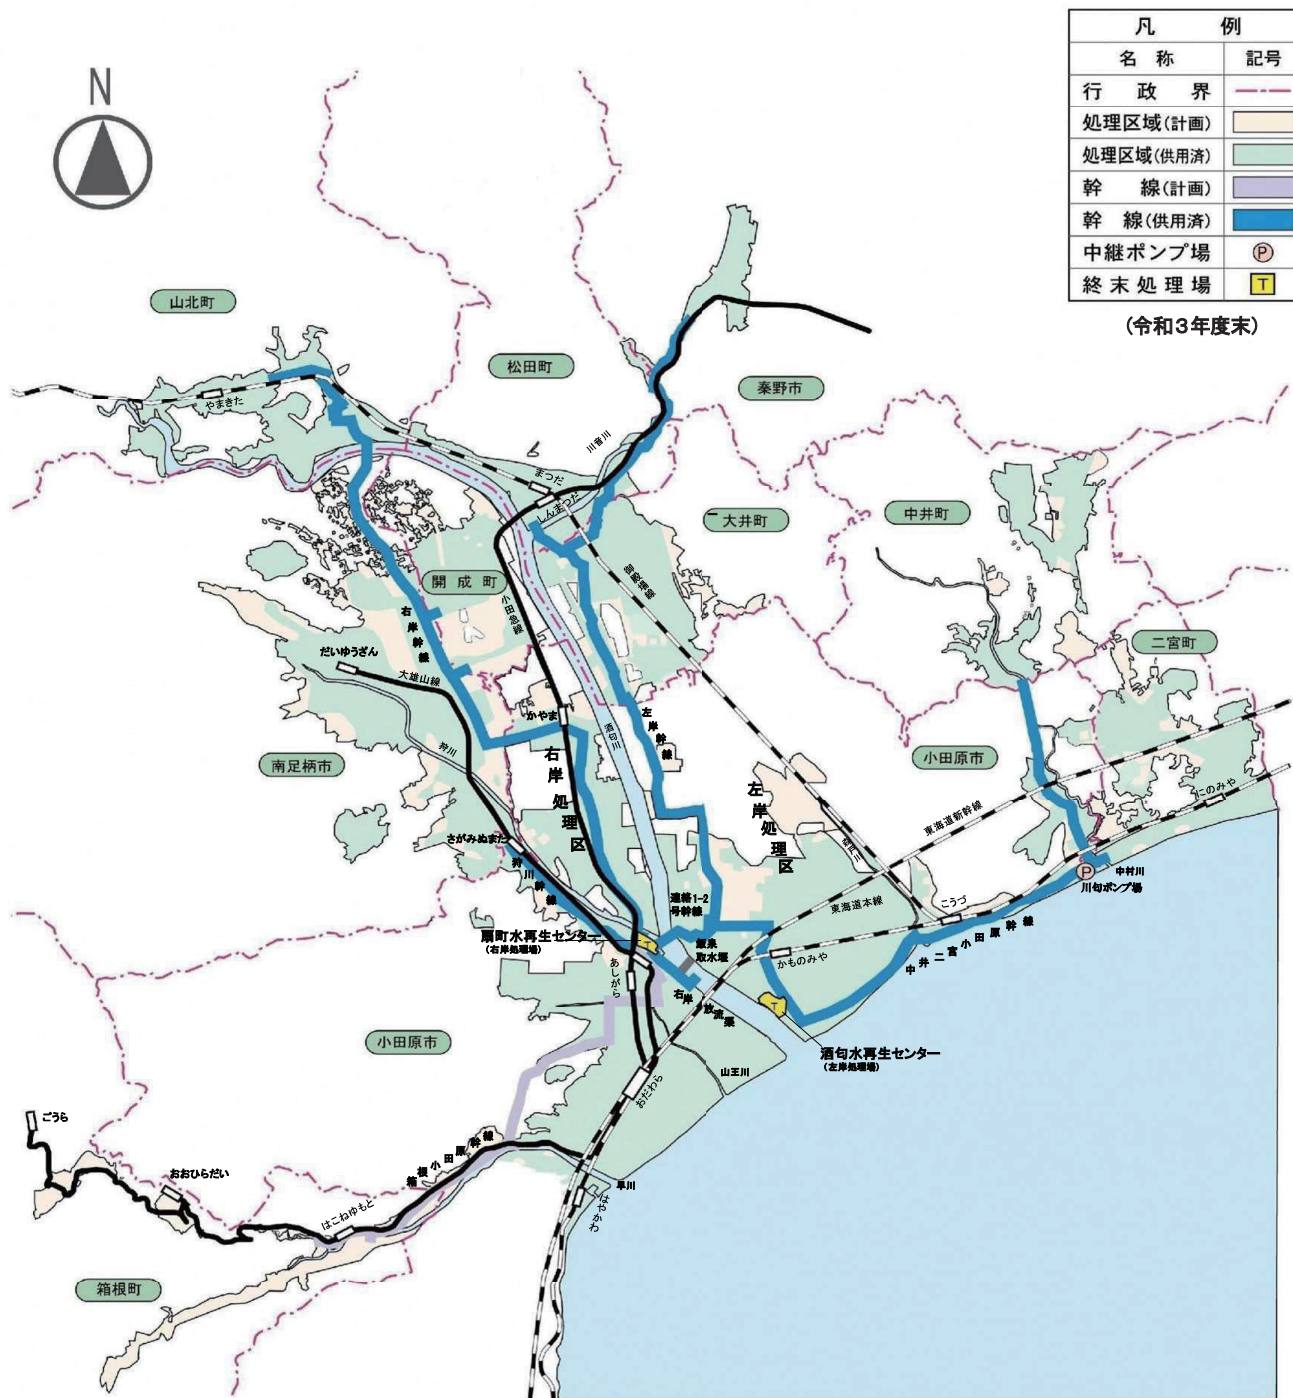 凡 例
名 称 記号
行 政 界
処理区域(計画)
処理区域(供用済)
幹 線(計画)
幹 線(供用済)
中継ポンプ場 P
終末処理場 T
(令和3年度末)
N
山北町
松田町
秦野市
やまきた
川音川
まつだ
しんまつだ
大井町
中井町
御殿場線
開成町
小田急線
右岸幹線
二宮町
だいゆうざん
大雄山線
かやま
酒匂川
左岸幹線
狩川
南足柄市
小田原市
右岸処理区
左岸処理区
にのみや
東海道新幹線
さがみぬまた
狩川幹線
森戸川
P
中村川
川匂ポンプ場
連絡1-2
号幹線
こうづ
東海道本線
扇町水再生センター
(右岸処理場)
T
飯泉
取水堰
かものみや
中井二宮小田原幹線
あしがら
右岸放流渠
T
小田原市
酒匂水再生センター
(左岸処理場)
おだわら
山王川
ごうら
箱根小田原幹線
おおひらだい
早川
はこねゆもと
はやかわ
箱根町